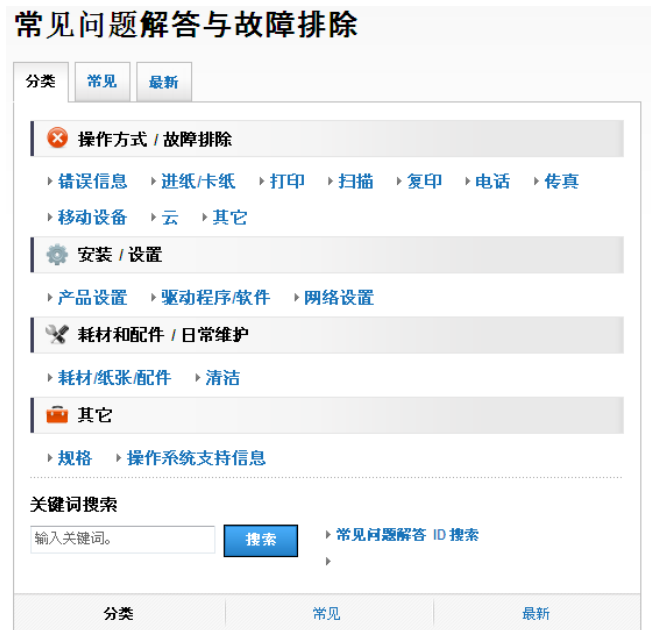 常见问题解答与故障排除
分类 常见 最新
操作方式 / 故障排除
错误信息 进纸/卡纸 打印 扫描 复印 电话 传真
移动设备 云 其它
安装 / 设置
产品设置 驱动程序/软件 网络设置
耗材和配件 / 日常维护
耗材/纸张/配件 清洁
其它
规格 操作系统支持信息
关键词搜索
输入关键词。 搜索 常见问题解答 ID 搜索
分类 常见 最新